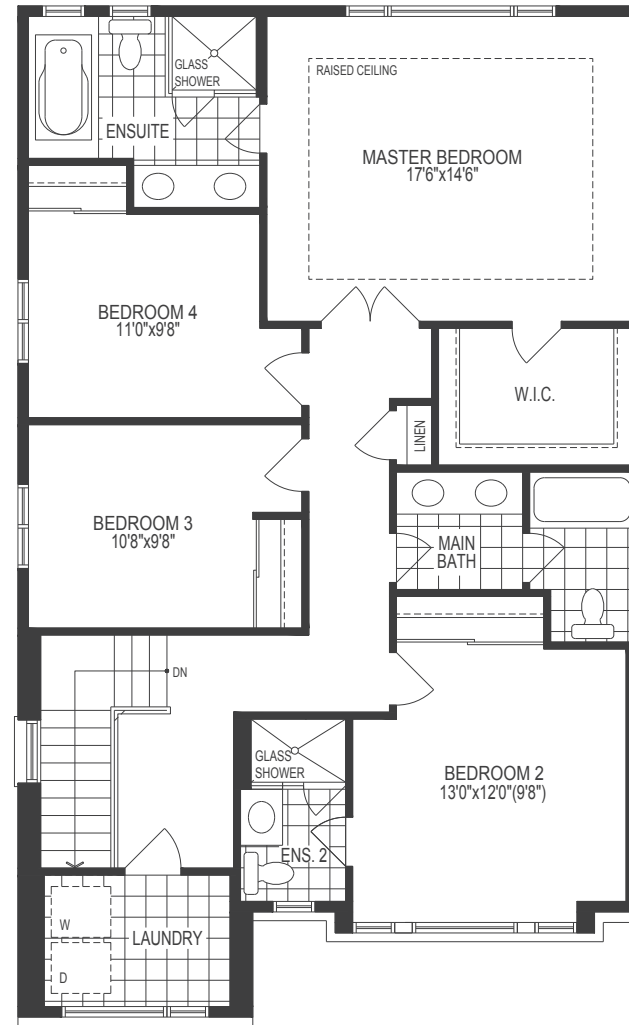 GLASS
SHOWER
RAISED CEILING
ENSUITE
MASTER BEDROOM
17'6"x14'6"
BEDROOM 4
11'0"x9'8"
W.I.C.
LINEN
BEDROOM 3
10'8"x9'8"
MAIN
BATH
DN
GLASS
SHOWER
BEDROOM 2
13'0"x12'0"(9'8")
ENS. 2
W
LAUNDRY
D